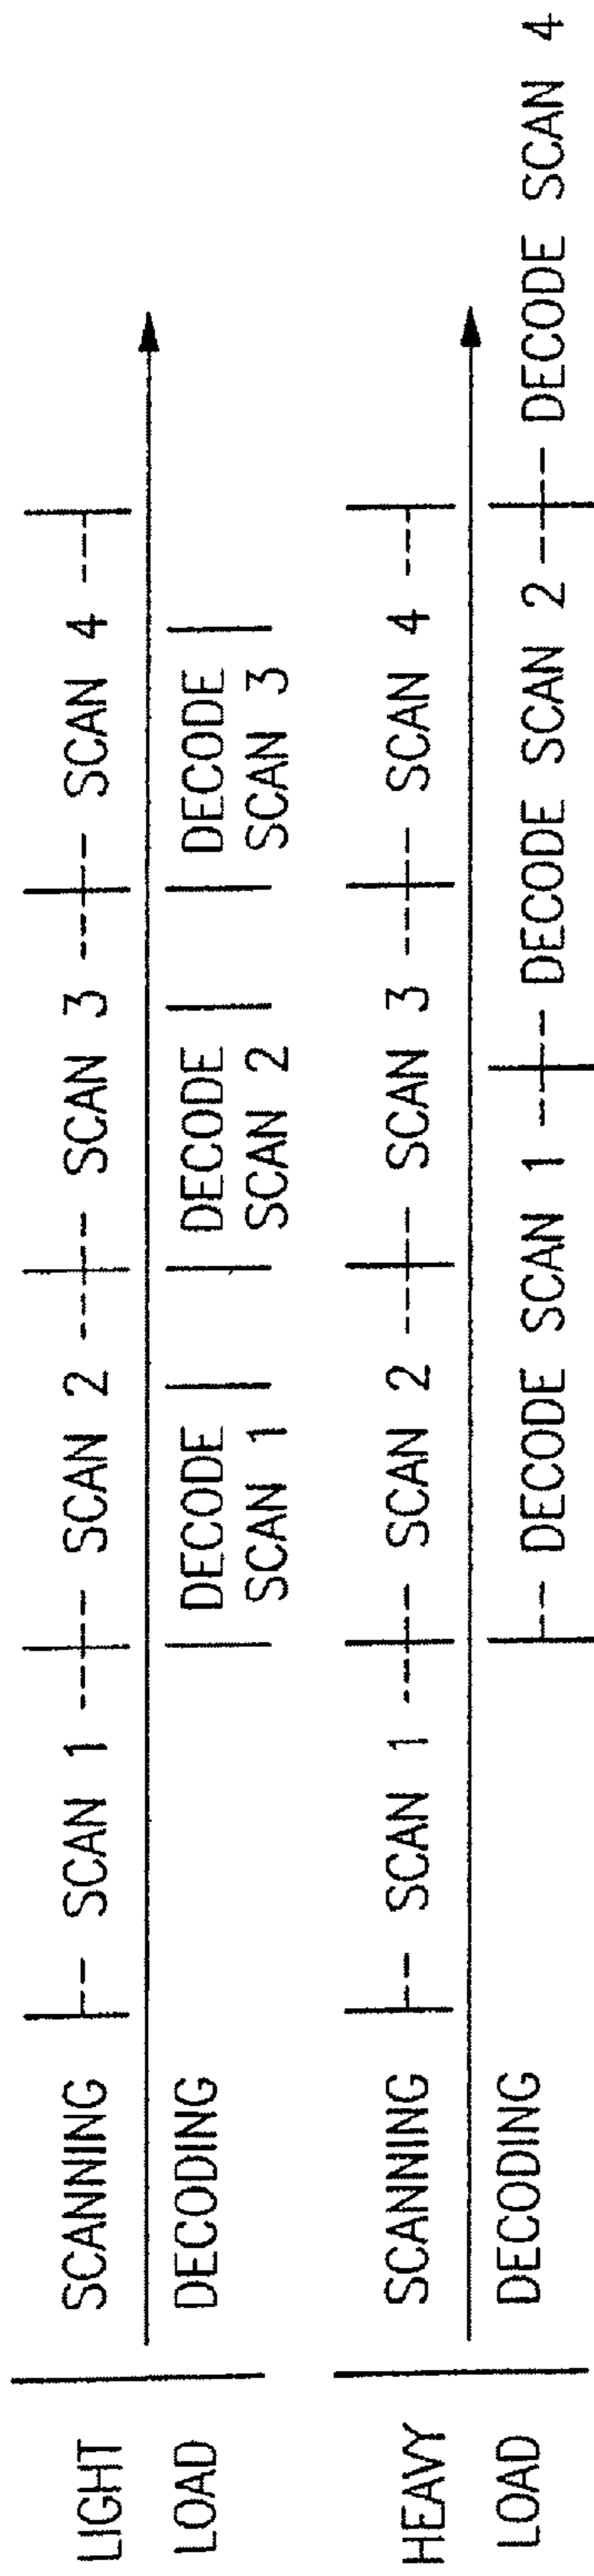 LIGHT
LOAD
SCANNING
SCAN 1
SCAN 2
SCAN 3
SCAN 4
DECODING
DECODE
SCAN 1
DECODE
SCAN 2
DECODE
SCAN 3
HEAVY
LOAD
SCANNING
SCAN 1
SCAN 2
SCAN 3
SCAN 4
DECODING
DECODE SCAN 1
DECODE SCAN 2
DECODE SCAN 4